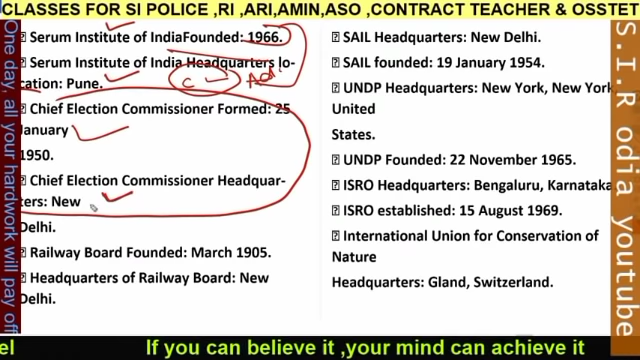 CLASSES FOR SI POLICE ,RI ,ARI,AMIN,ASO ,CONTRACT TEACHER & OSSTET
One day, all your hardwork will pay off
Serum Institute of IndiaFounded: 1966.
Serum Institute of India Headquarters lo-
cation: Pune.
Chief Election Commissioner Formed: 25
January
1950.
Chief Election Commissioner Headquar-
ters: New
Delhi.
Railway Board Founded: March 1905.
Headquarters of Railway Board: New
Delhi.
SAIL Headquarters: New Delhi.
SAIL founded: 19 January 1954.
UNDP Headquarters: New York, New York
United
States.
UNDP Founded: 22 November 1965.
ISRO Headquarters: Bengaluru, Karnataka
ISRO established: 15 August 1969.
International Union for Conservation of
Nature
Headquarters: Gland, Switzerland.
S.I.R odia youtube
el If you can believe it ,your mind can achieve it